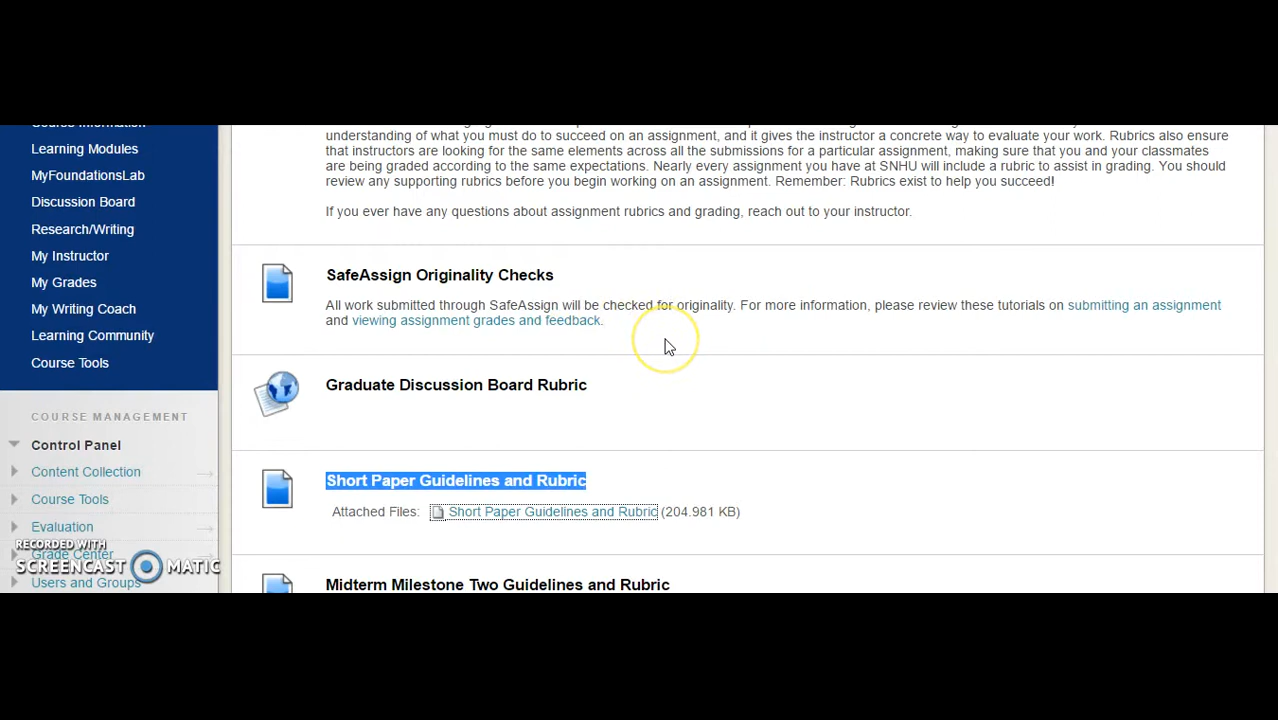 Learning Modules
MyFoundationsLab
Discussion Board
Research/Writing
My Instructor
My Grades
My Writing Coach
Learning Community
Course Tools
COURSE MANAGEMENT
Control Panel
Content Collection
Course Tools
Evaluation
Grade Center
Users and Groups
RECORDED WITH
SCREENCAST MATIC
understanding of what you must do to succeed on an assignment, and it gives the instructor a concrete way to evaluate your work. Rubrics also ensure
that instructors are looking for the same elements across all the submissions for a particular assignment, making sure that you and your classmates
are being graded according to the same expectations. Nearly every assignment you have at SNHU will include a rubric to assist in grading. You should
review any supporting rubrics before you begin working on an assignment. Remember: Rubrics exist to help you succeed!
If you ever have any questions about assignment rubrics and grading, reach out to your instructor.
SafeAssign Originality Checks
All work submitted through SafeAssign will be checked for originality. For more information, please review these tutorials on submitting an assignment
and viewing assignment grades and feedback.
Graduate Discussion Board Rubric
Short Paper Guidelines and Rubric
Attached Files: Short Paper Guidelines and Rubric (204.981 KB)
Midterm Milestone Two Guidelines and Rubric